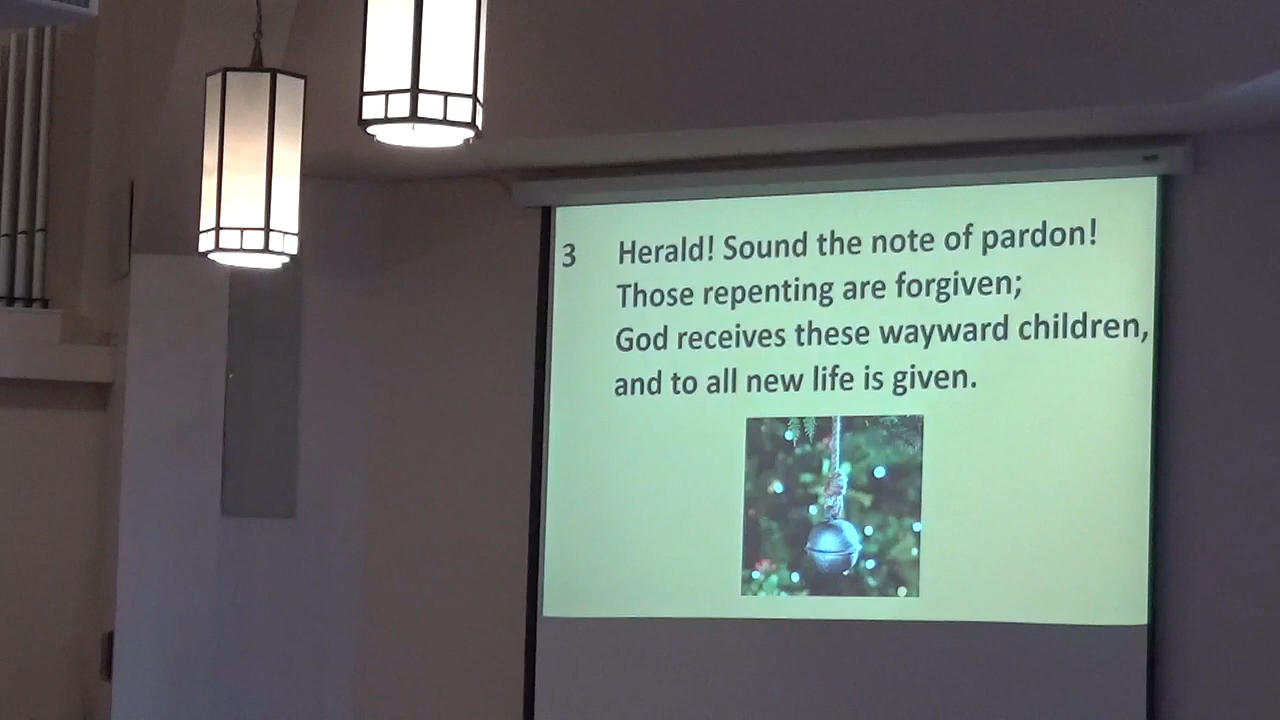 3 Herald! Sound the note of pardon!
Those repenting are forgiven;
God receives these wayward children,
and to all new life is given.